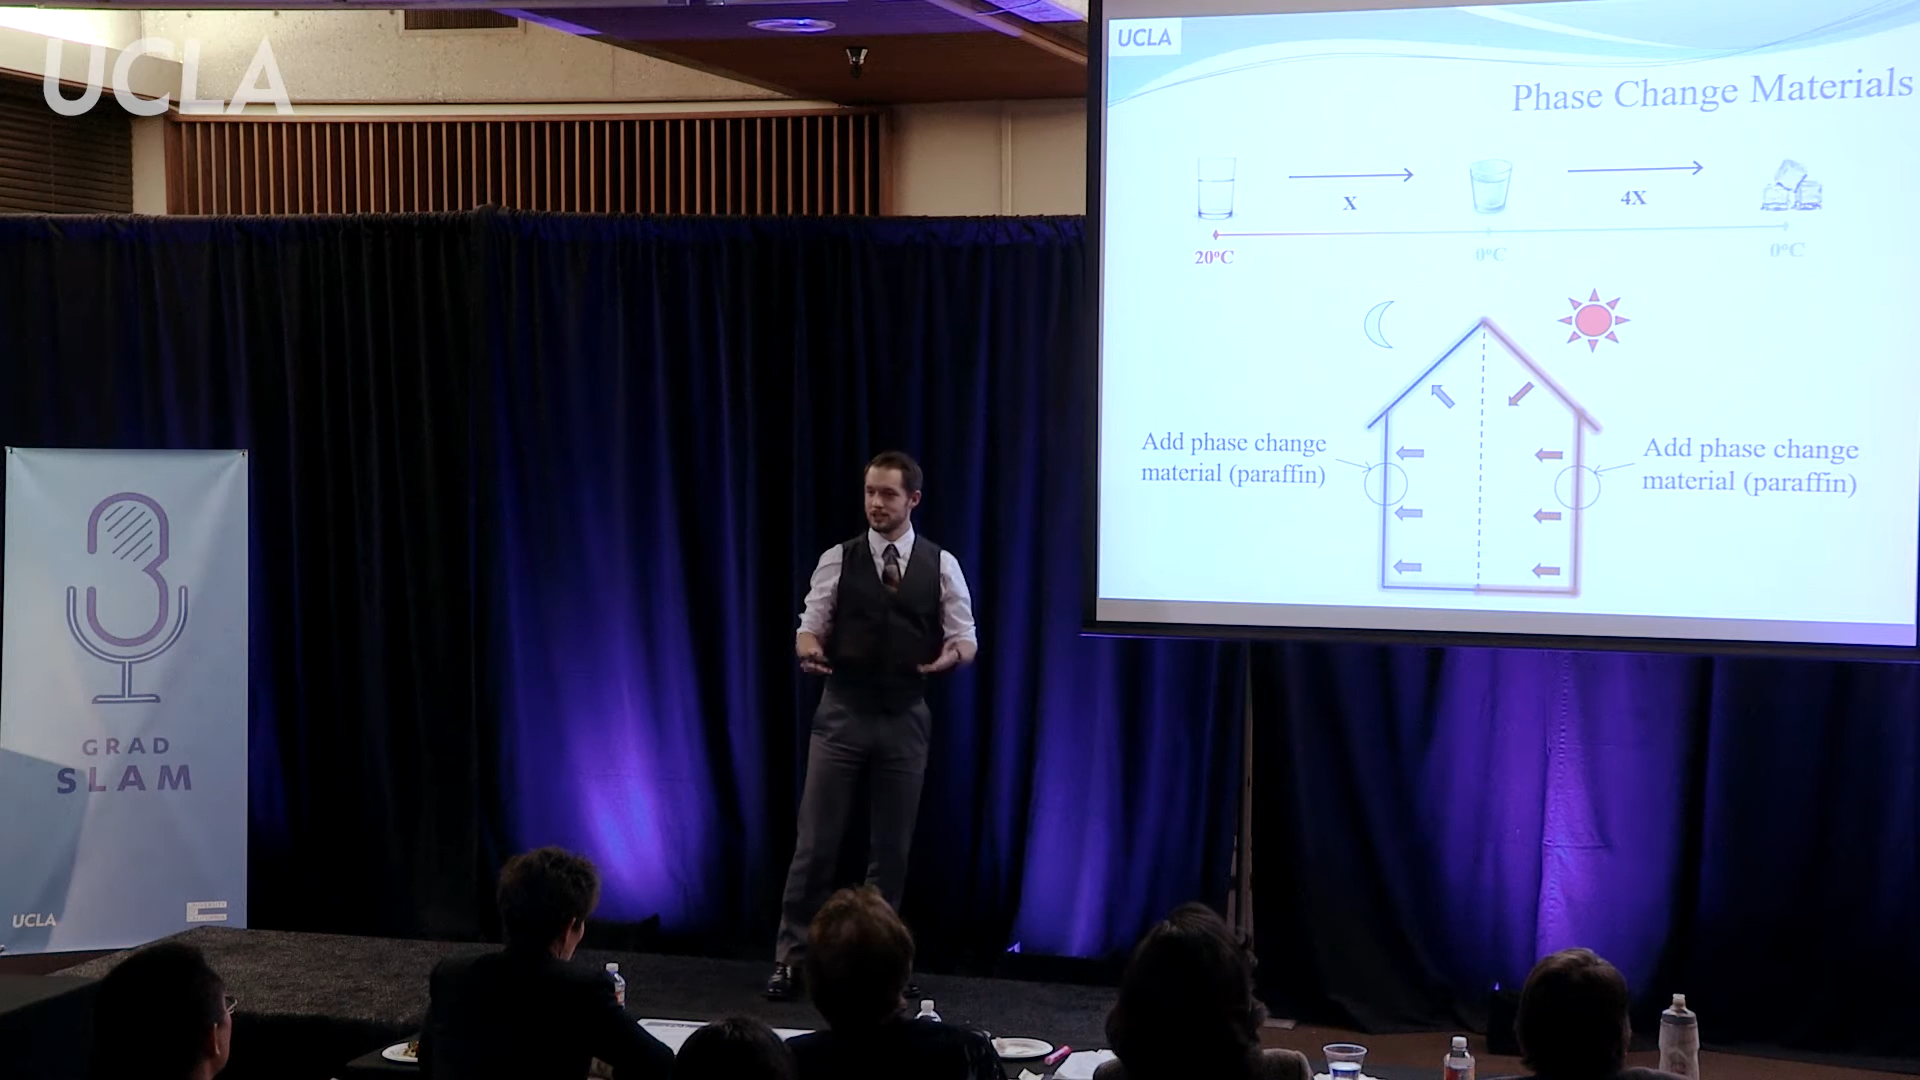 UCLA
UCLA
Phase Change Materials
X
4X
20°C
0°C
0°C
Add phase change
material (paraffin)
Add phase change
material (paraffin)
GRAD
SLAM
UCLA